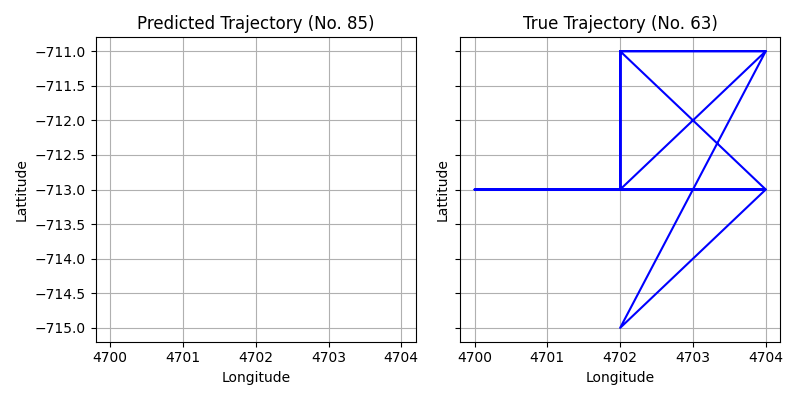 Predicted Trajectory (No. 85)
True Trajectory (No. 63)
−711.0
−711.5
−712.0
−712.5
−713.0
−713.5
−714.0
−714.5
−715.0
Lattitude
Lattitude
4700 4701 4702 4703 4704
4700 4701 4702 4703 4704
Longitude
Longitude